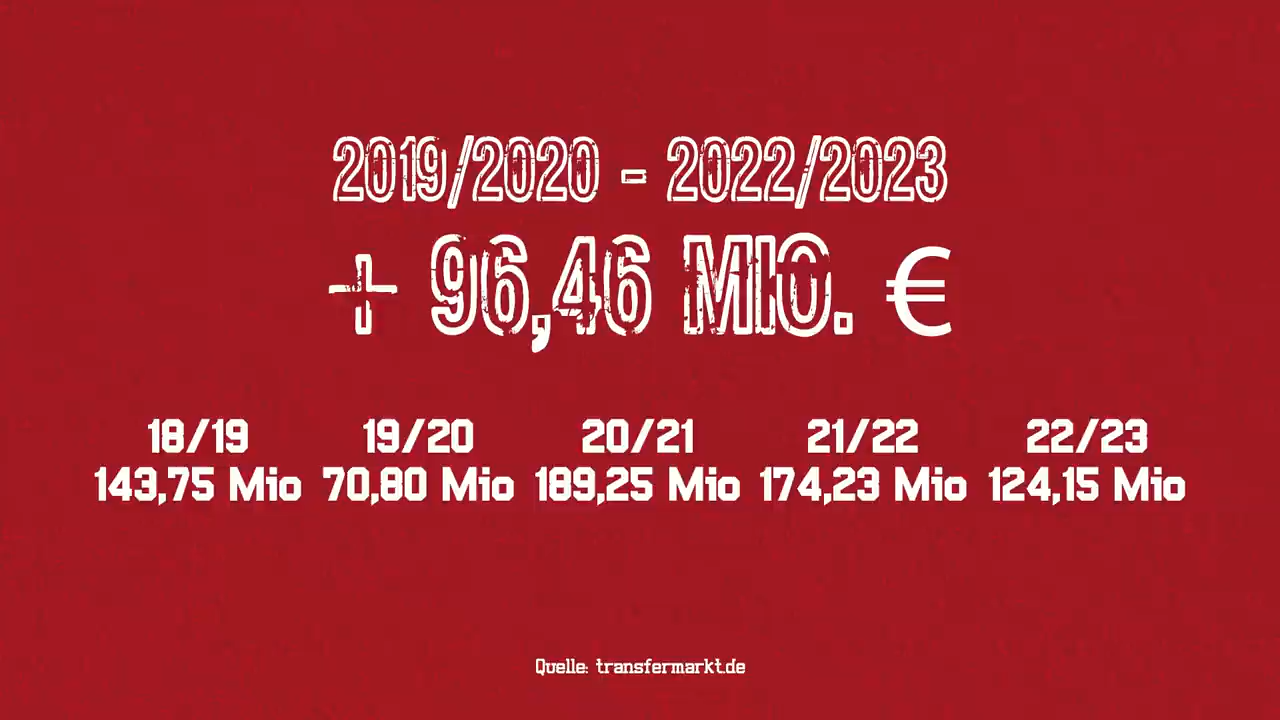 2019/2020 - 2022/2023
+ 96,46 MIO. €
18/19 19/20 20/21 21/22 22/23
143,75 Mio 70,80 Mio 189,25 Mio 174,23 Mio 124,15 Mio
Quelle: transfermarkt.de